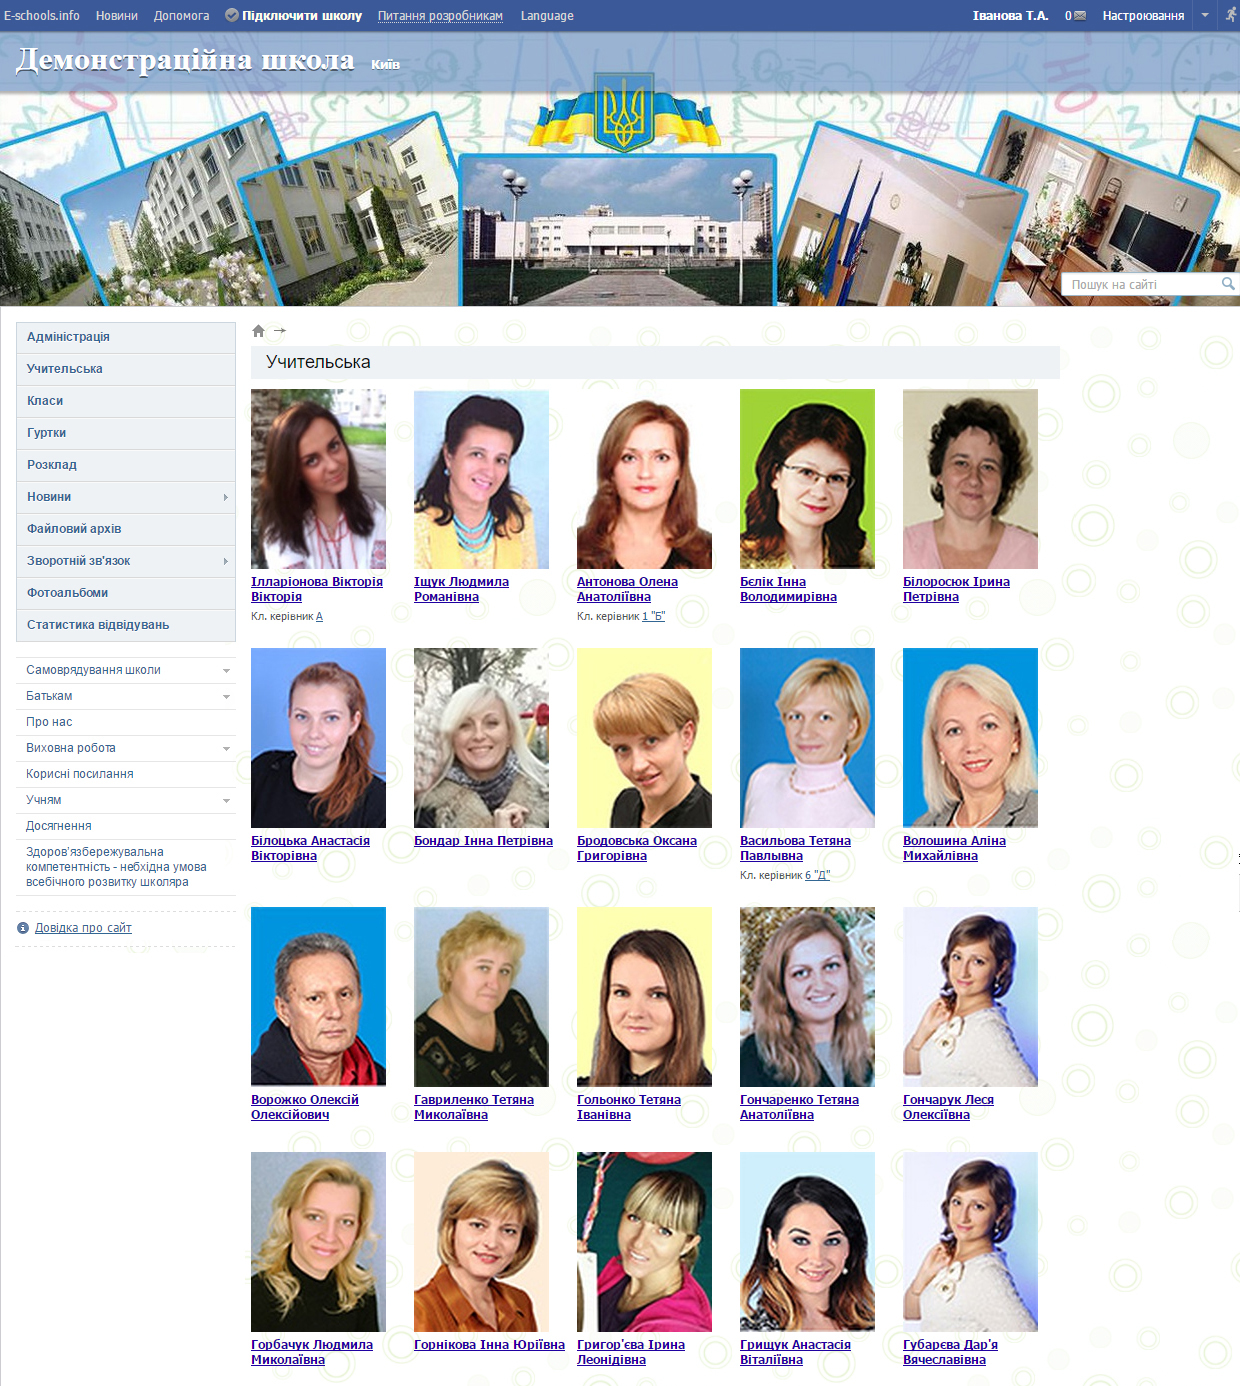 E-schools.info Новини Допомога Підключити школу Питання розробникам Language Іванова Т.А. 0 Настроювання
Демонстраційна школа Київ
Пошук на сайті
Адміністрація
Учительська
Класи
Гуртки
Розклад
Новини
Файловий архів
Зворотній зв'язок
Фотоальбоми
Статистика відвідувань
Самоврядування школи
Батькам
Про нас
Виховна робота
Корисні посилання
Учням
Досягнення
Здоров'язбережувальна
компетентність - небхідна умова
всебічного розвитку школяра
Довідка про сайт
Учительська
Ілларіонова Вікторія
Вікторія
Кл. керівник А
Іщук Людмила
Романівна
Антонова Олена
Анатоліївна
Кл. керівник 1 "Б"
Бєлік Інна
Володимирівна
Білоросюк Ірина
Петрівна
Білоцька Анастасія
Вікторівна
Бондар Інна Петрівна
Бродовська Оксана
Григорівна
Васильова Тетяна
Павлывна
Кл. керівник 6 "Д"
Волошина Аліна
Михайлівна
Ворожко Олексій
Олексійович
Гавриленко Тетяна
Миколаївна
Гольонко Тетяна
Іванівна
Гончаренко Тетяна
Анатоліївна
Гончарук Леся
Олексіївна
Горбачук Людмила
Миколаївна
Горнікова Інна Юріївна
Григор'єва Ірина
Леонідівна
Грищук Анастасія
Віталіївна
Губарєва Дар'я
Вячеславівна